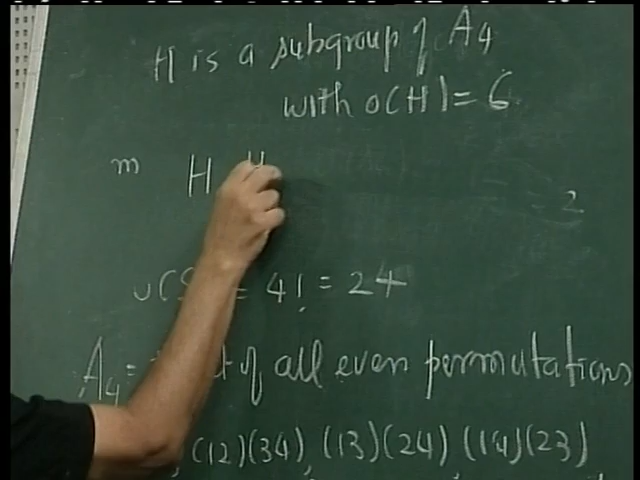 H is a subgroup of A4
with o(H) = 6
m H H
2
= 4! = 24
A4 = of all even permutations
, (12)(34), (13)(24) (14)(23)